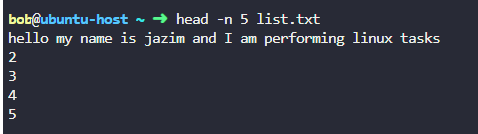 bob@ubuntu-host ~ ➜ head -n 5 list.txt
hello my name is jazim and I am performing linux tasks
2
3
4
5